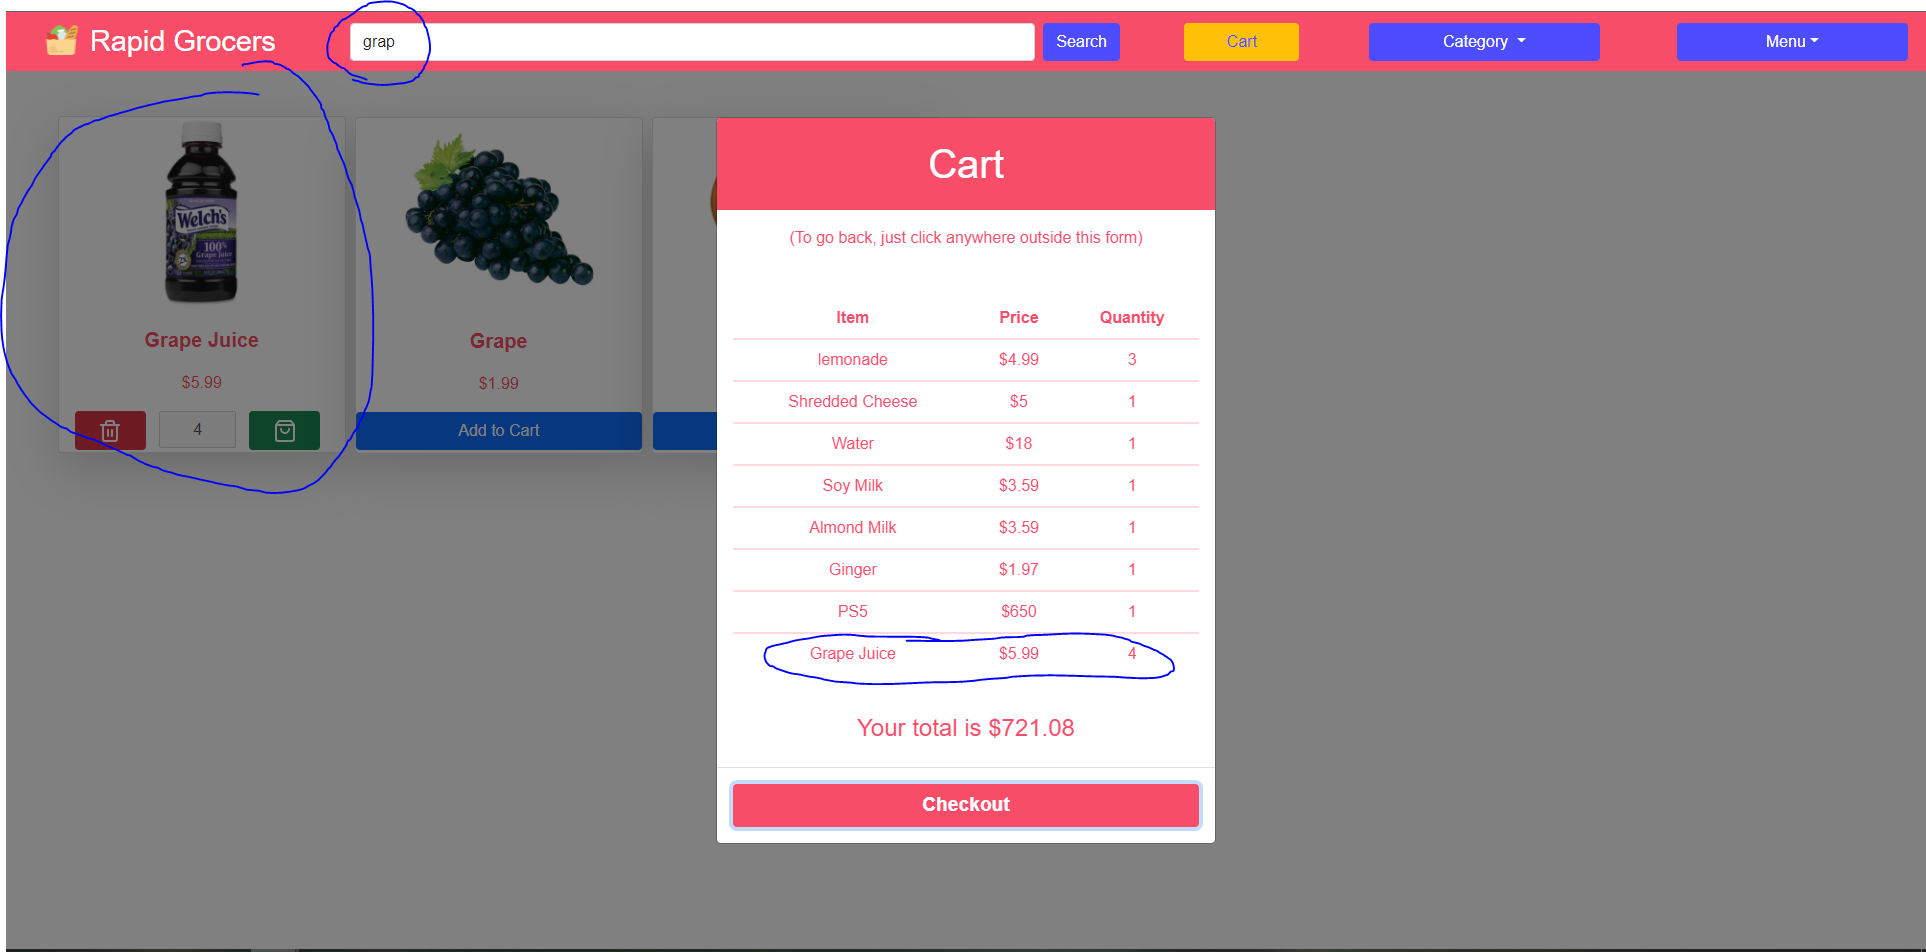 Rapid Grocers
grap
Search
Cart
Category
Menu
Welch's
100%
Grape Juice
Grape Juice
$5.99
4
Grape
$1.99
Add to Cart
Cart
(To go back, just click anywhere outside this form)
Item Price Quantity
lemonade $4.99 3
Shredded Cheese $5 1
Water $18 1
Soy Milk $3.59 1
Almond Milk $3.59 1
Ginger $1.97 1
PS5 $650 1
Grape Juice $5.99 4
Your total is $721.08
Checkout